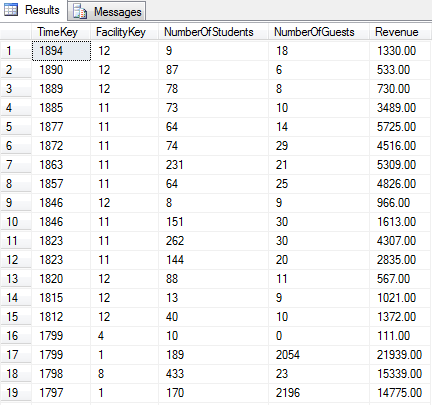 Results Messages
TimeKey FacilityKey NumberOfStudents NumberOfGuests Revenue
1 1894 12 9 18 1330.00
2 1890 12 87 6 533.00
3 1889 12 78 8 730.00
4 1885 11 73 10 3489.00
5 1877 11 64 14 5725.00
6 1872 11 74 29 4516.00
7 1863 11 231 21 5309.00
8 1857 11 64 25 4826.00
9 1846 12 8 9 966.00
10 1846 11 151 30 1613.00
11 1823 11 262 30 4307.00
12 1823 11 144 20 2835.00
13 1820 12 88 11 567.00
14 1815 12 13 9 1021.00
15 1812 12 40 10 1372.00
16 1799 4 10 0 111.00
17 1799 1 189 2054 21939.00
18 1798 8 433 23 15339.00
19 1797 1 170 2196 14775.00